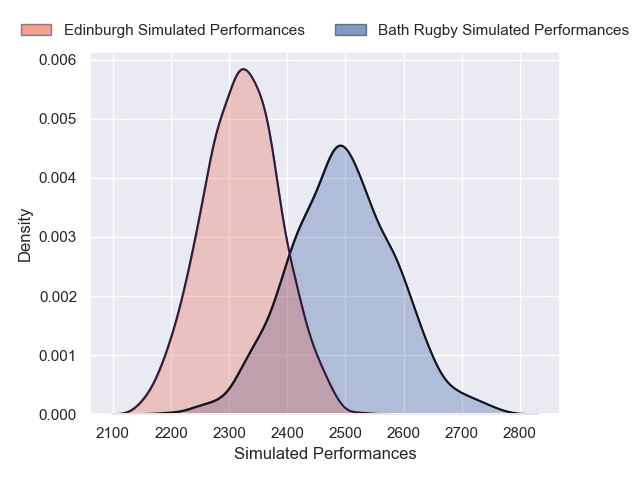 Edinburgh Simulated Performances
Bath Rugby Simulated Performances
0.006
0.005
0.004
0.003
0.002
0.001
0.000
Density
2100 2200 2300 2400 2500 2600 2700 2800
Simulated Performances